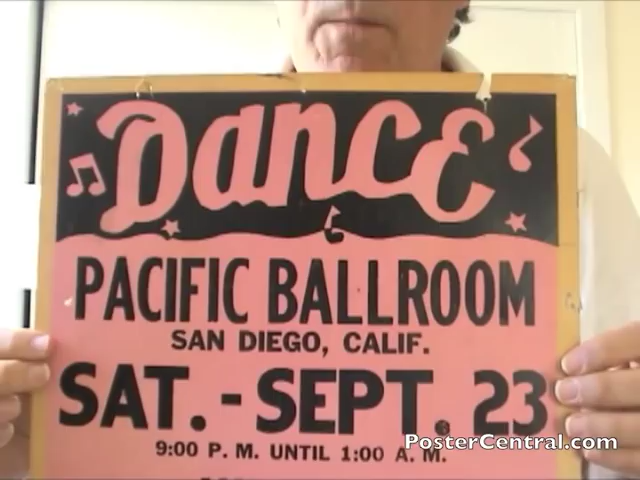 Dance
PACIFIC BALLROOM
SAN DIEGO, CALIF.
SAT. - SEPT. 23
9:00 P. M. UNTIL 1:00 A. M.
PosterCentral.com